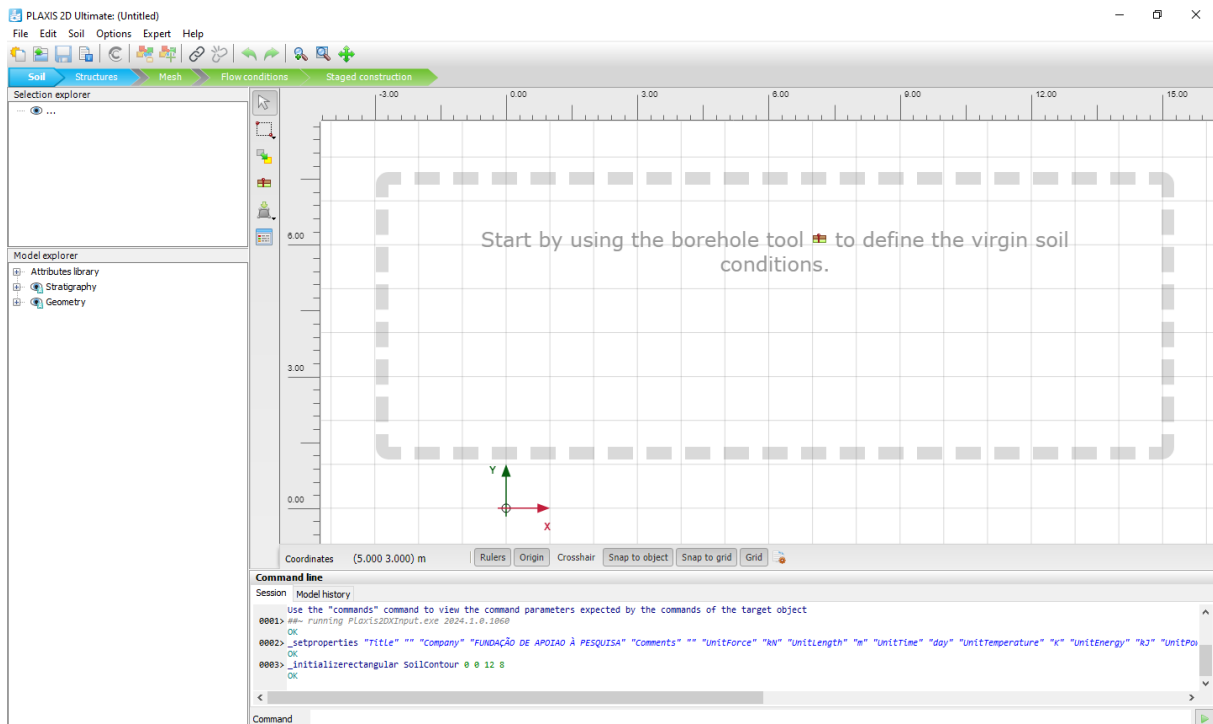 PLAXIS 2D Ultimate: (Untitled)
File Edit Soil Options Expert Help
Soil Structures Mesh Flow conditions Staged construction
Selection explorer
...
Model explorer
Attributes library
Stratigraphy
Geometry
-3.00 0.00 3.00 6.00 9.00 12.00 15.00
6.00
3.00
0.00
Start by using the borehole tool to define the virgin soil
conditions.
Y
X
Coordinates (5.000 3.000) m Rulers Origin Crosshair Snap to object Snap to grid Grid
Command line
Session Model history
Use the "commands" command to view the command parameters expected by the commands of the target object
0001> ##~ running Plaxis2DXInput.exe 2024.1.0.1060
OK
0002> _setproperties "Title" "" "Company" "FUNDAÇÃO DE APOIAO À PESQUISA" "Comments" "" "UnitForce" "kN" "UnitLength" "m" "UnitTime" "day" "UnitTemperature" "K" "UnitEnergy" "kJ" "UnitPo
OK
0003> _initializerectangular SoilContour 0 0 12 8
OK
Command